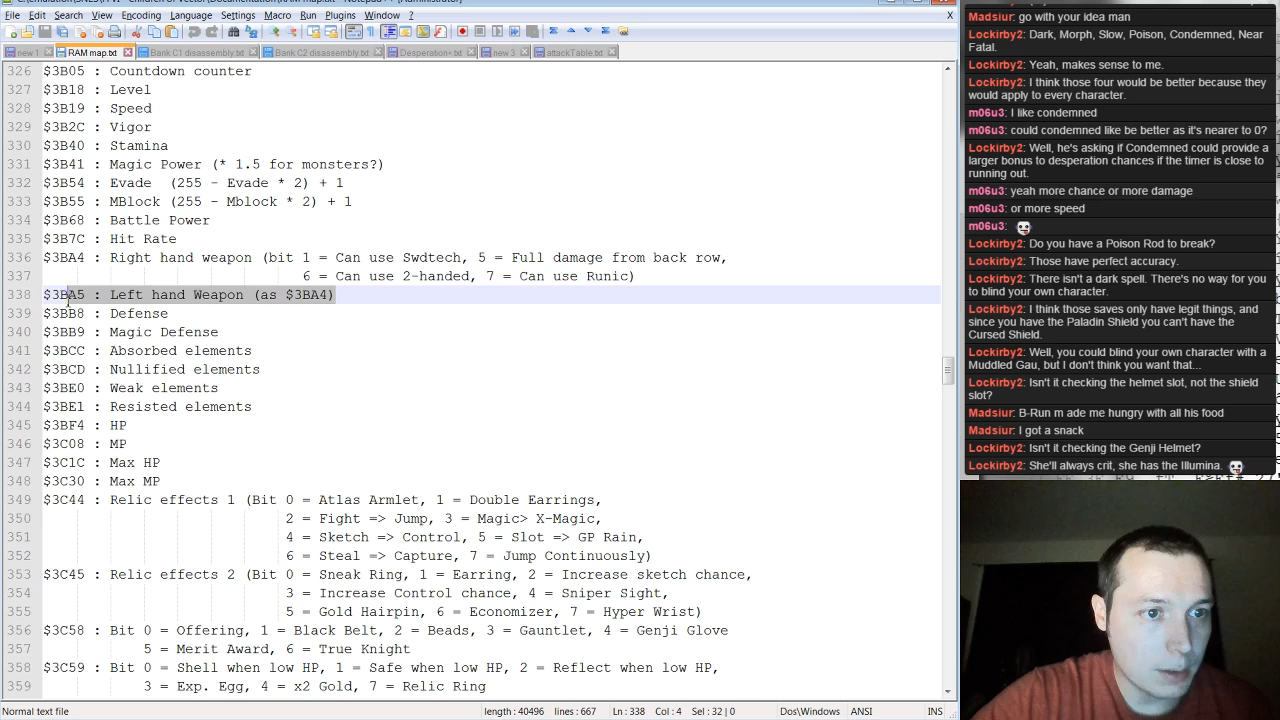 File Edit Search View Encoding Language Settings Macro Run Plugins Window ? X
new 1 RAM map.txt Bank C1 disassembly.txt Bank C2 disassembly.txt Desperation.txt new 3 attackTable.txt
326 $3B05 : Countdown counter
327 $3B18 : Level
328 $3B19 : Speed
329 $3B2C : Vigor
330 $3B40 : Stamina
331 $3B41 : Magic Power (* 1.5 for monsters?)
332 $3B54 : Evade (255 - Evade * 2) + 1
333 $3B55 : MBlock (255 - Mblock * 2) + 1
334 $3B68 : Battle Power
335 $3B7C : Hit Rate
336 $3BA4 : Right hand weapon (bit 1 = Can use Swdtech, 5 = Full damage from back row,
337 6 = Can use 2-handed, 7 = Can use Runic)
338 $3BA5 : Left hand Weapon (as $3BA4)
339 $3BB8 : Defense
340 $3BB9 : Magic Defense
341 $3BCC : Absorbed elements
342 $3BCD : Nullified elements
343 $3BE0 : Weak elements
344 $3BE1 : Resisted elements
345 $3BF4 : HP
346 $3C08 : MP
347 $3C1C : Max HP
348 $3C30 : Max MP
349 $3C44 : Relic effects 1 (Bit 0 = Atlas Armlet, 1 = Double Earrings,
350 2 = Fight => Jump, 3 = Magic> X-Magic,
351 4 = Sketch => Control, 5 = Slot => GP Rain,
352 6 = Steal => Capture, 7 = Jump Continuously)
353 $3C45 : Relic effects 2 (Bit 0 = Sneak Ring, 1 = Earring, 2 = Increase sketch chance,
354 3 = Increase Control chance, 4 = Sniper Sight,
355 5 = Gold Hairpin, 6 = Economizer, 7 = Hyper Wrist)
356 $3C58 : Bit 0 = Offering, 1 = Black Belt, 2 = Beads, 3 = Gauntlet, 4 = Genji Glove
357 5 = Merit Award, 6 = True Knight
358 $3C59 : Bit 0 = Shell when low HP, 1 = Safe when low HP, 2 = Reflect when low HP,
359 3 = Exp. Egg, 4 = x2 Gold, 7 = Relic Ring
Normal text file length : 40496 lines : 667 Ln : 338 Col : 4 Sel : 32 | 0 Dos\Windows ANSI INS
Madsiur: go with your idea man
Lockirby2: Dark, Morph, Slow, Poison, Condemned, Near
Fatal.
Lockirby2: Yeah, makes sense to me.
Lockirby2: I think those four would be better because they
would apply to every character.
m06u3: I like condemned
m06u3: could condemned like be better as it's nearer to 0?
Lockirby2: Well, he's asking if Condemned could provide a
larger bonus to desperation chances if the timer is close to
running out.
m06u3: yeah more chance or more damage
m06u3: or more speed
m06u3:
Lockirby2: Do you have a Poison Rod to break?
Lockirby2: Those have perfect accuracy.
Lockirby2: There isn't a dark spell. There's no way for you
to blind your own character.
Lockirby2: I think those saves only have legit things, and
since you have the Paladin Shield you can't have the
Cursed Shield.
Lockirby2: Well, you could blind your own character with a
Muddled Gau, but I don't think you want that...
Lockirby2: Isn't it checking the helmet slot, not the shield
slot?
Madsiur: B-Run m ade me hungry with all his food
Madsiur: I got a snack
Lockirby2: Isn't it checking the Genji Helmet?
Lockirby2: She'll always crit, she has the Illumina.